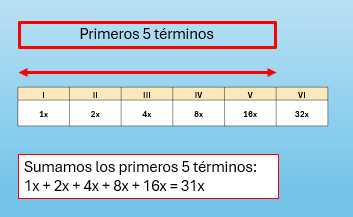 Primeros 5 términos
I II III IV V VI
1x 2x 4x 8x 16x 32x
Sumamos los primeros 5 términos:
1x + 2x + 4x + 8x + 16x = 31x